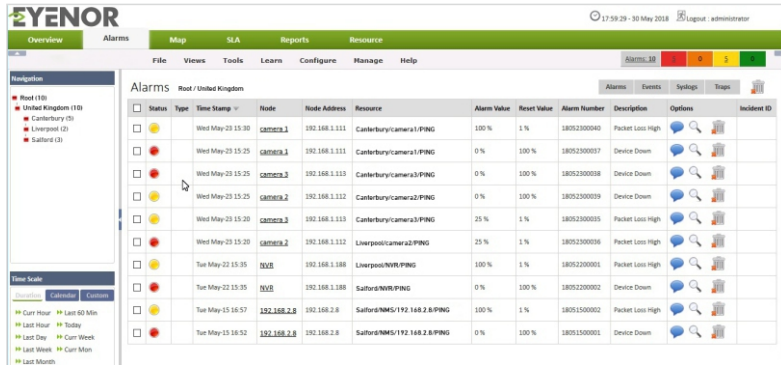 EYENOR
17:59:29 - 30 May 2018 Logout : administrator
Overview Alarms Map SLA Reports Resource
File Views Tools Learn Configure Manage Help
Alarms: 10 0 5 0
Navigation
Root (10)
United Kingdom (10)
Canterbury (5)
Liverpool (2)
Salford (3)
Alarms Root / United Kingdom
Alarms Events Syslogs Traps
Status Type Time Stamp Node Node Address Resource Alarm Value Reset Value Alarm Number Description Options Incident ID
Wed May-23 15:30 camera 1 192.168.1.111 Canterbury/camera1/PING 100 % 1 % 18052300040 Packet Loss High
Wed May-23 15:25 camera 1 192.168.1.111 Canterbury/camera1/PING 0 % 100 % 18052300037 Device Down
Wed May-23 15:25 camera 3 192.168.1.113 Canterbury/camera3/PING 0 % 100 % 18052300038 Device Down
Wed May-23 15:25 camera 2 192.168.1.112 Canterbury/camera2/PING 0 % 100 % 18052300039 Device Down
Wed May-23 15:20 camera 3 192.168.1.113 Canterbury/camera3/PING 25 % 1 % 18052300035 Packet Loss High
Wed May-23 15:20 camera 2 192.168.1.112 Liverpool/camera2/PING 25 % 1 % 18052300036 Packet Loss High
Tue May-22 15:35 NVR 192.168.1.188 Liverpool/NVR/PING 100 % 1 % 18052200001 Packet Loss High
Tue May-22 15:35 NVR 192.168.1.188 Salford/NVR/PING 0 % 100 % 18052200002 Device Down
Tue May-15 16:57 192.168.2.8 192.168.2.8 Salford/NMS/192.168.2.8/PING 100 % 1 % 18051500002 Packet Loss High
Tue May-15 16:52 192.168.2.8 192.168.2.8 Salford/NMS/192.168.2.8/PING 0 % 100 % 18051500001 Device Down
Time Scale
Duration Calendar Custom
Curr Hour Last 60 Min
Last Hour Today
Last Day Curr Week
Last Week Curr Mon
Last Month